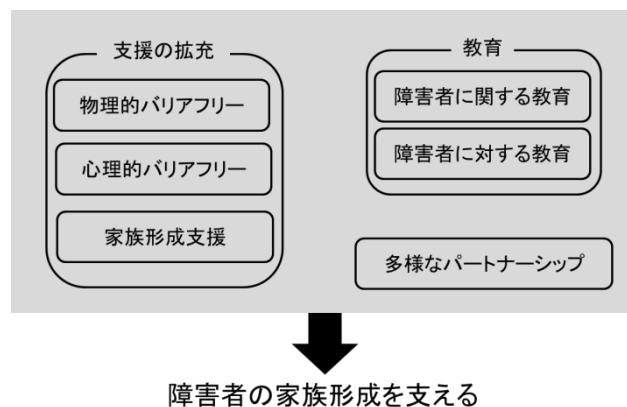 支援の拡充
物理的バリアフリー
心理的バリアフリー
家族形成支援
教育
障害者に関する教育
障害者に対する教育
多様なパートナーシップ
障害者の家族形成を支える